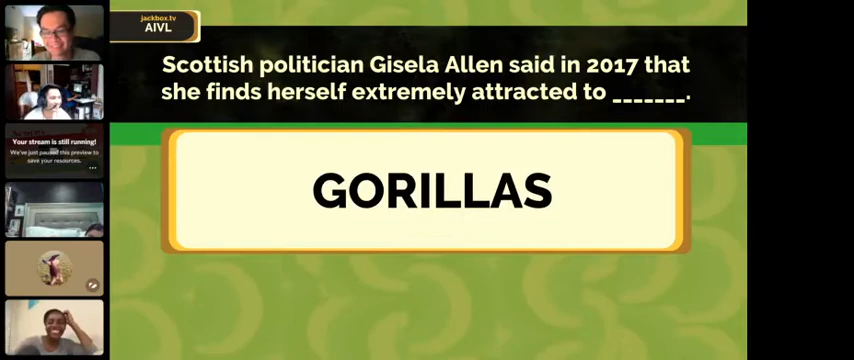 jackbox.tv
AIVL
Scottish politician Gisela Allen said in 2017 that
she finds herself extremely attracted to _______.
GORILLAS
Your stream is still running!
We've just paused this preview to
save your resources.